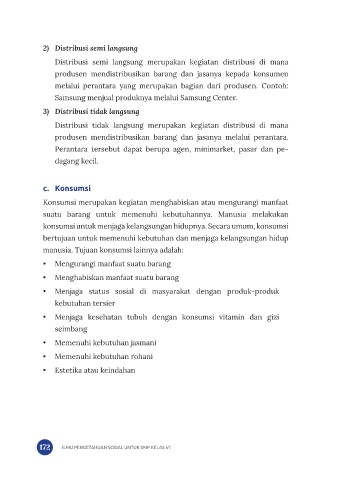 2) Distribusi semi langsung
Distribusi semi langsung merupakan kegiatan distribusi di mana
produsen mendistribusikan barang dan jasanya kepada konsumen
melalui perantara yang merupakan bagian dari produsen. Contoh:
Samsung menjual produknya melalui Samsung Center.
3) Distribusi tidak langsung
Distribusi tidak langsung merupakan kegiatan distribusi di mana
produsen mendistribusikan barang dan jasanya melalui perantara.
Perantara tersebut dapat berupa agen, minimarket, pasar dan pe-
dagang kecil.
c. Konsumsi
Konsumsi merupakan kegiatan menghabiskan atau mengurangi manfaat
suatu barang untuk memenuhi kebutuhannya. Manusia melakukan
konsumsi untuk menjaga kelangsungan hidupnya. Secara umum, konsumsi
bertujuan untuk memenuhi kebutuhan dan menjaga kelangsungan hidup
manusia. Tujuan konsumsi lainnya adalah:
• Mengurangi manfaat suatu barang
• Menghabiskan manfaat suatu barang
• Menjaga status sosial di masyarakat dengan produk-produk
kebutuhan tersier
• Menjaga kesehatan tubuh dengan konsumsi vitamin dan gizi
seimbang
• Memenuhi kebutuhan jasmani
• Memenuhi kebutuhan rohani
• Estetika atau keindahan
172 ILMU PENGETAHUAN SOSIAL UNTUK SMP KELAS VII